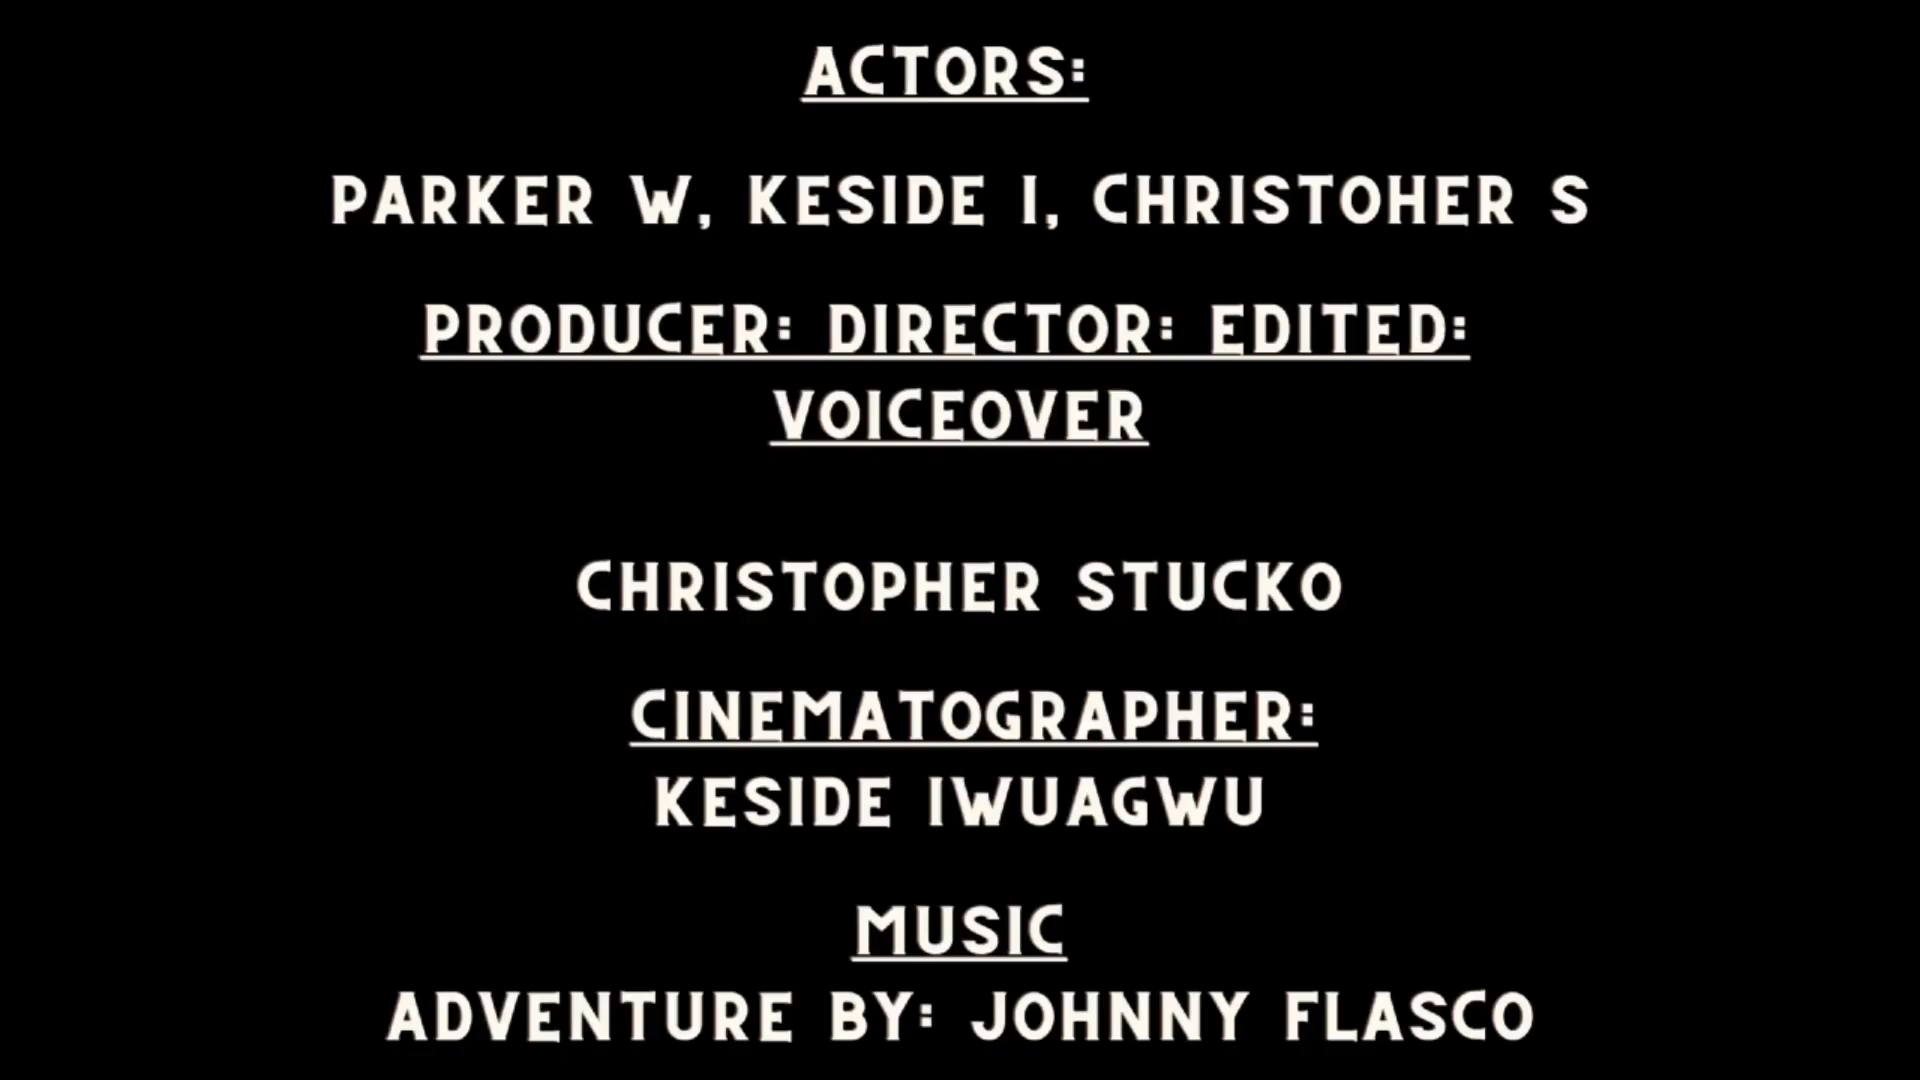 ACTORS:
PARKER W, KESIDE I, CHRISTOHER S
PRODUCER: DIRECTOR: EDITED:
VOICEOVER
CHRISTOPHER STUCKO
CINEMATOGRAPHER:
KESIDE IWUAGWU
MUSIC
ADVENTURE BY: JOHNNY FLASCO